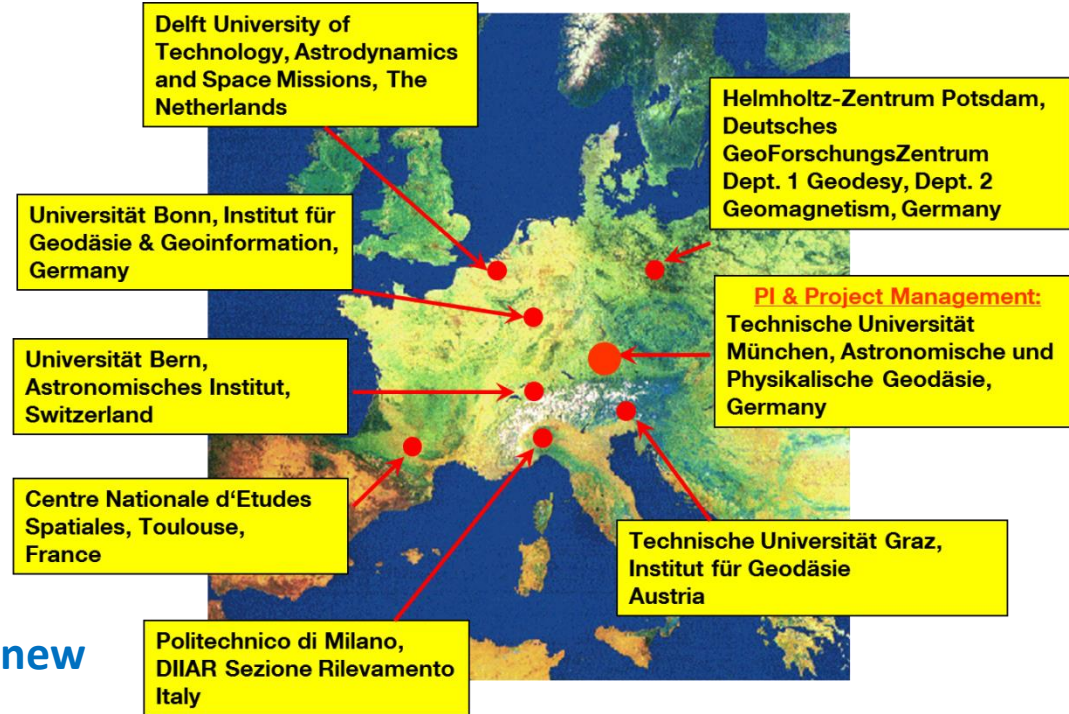 Delft University of
Technology, Astrodynamics
and Space Missions, The
Netherlands
Helmholtz-Zentrum Potsdam,
Deutsches
GeoForschungsZentrum
Dept. 1 Geodesy, Dept. 2
Geomagnetism, Germany
Universität Bonn, Institut für
Geodäsie & Geoinformation,
Germany
PI & Project Management:
Technische Universität
München, Astronomische und
Physikalische Geodäsie,
Germany
Universität Bern,
Astronomisches Institut,
Switzerland
Centre Nationale d‘Etudes
Spatiales, Toulouse,
France
Technische Universität Graz,
Institut für Geodäsie
Austria
Politechnico di Milano,
DIIAR Sezione Rilevamento
Italy
new